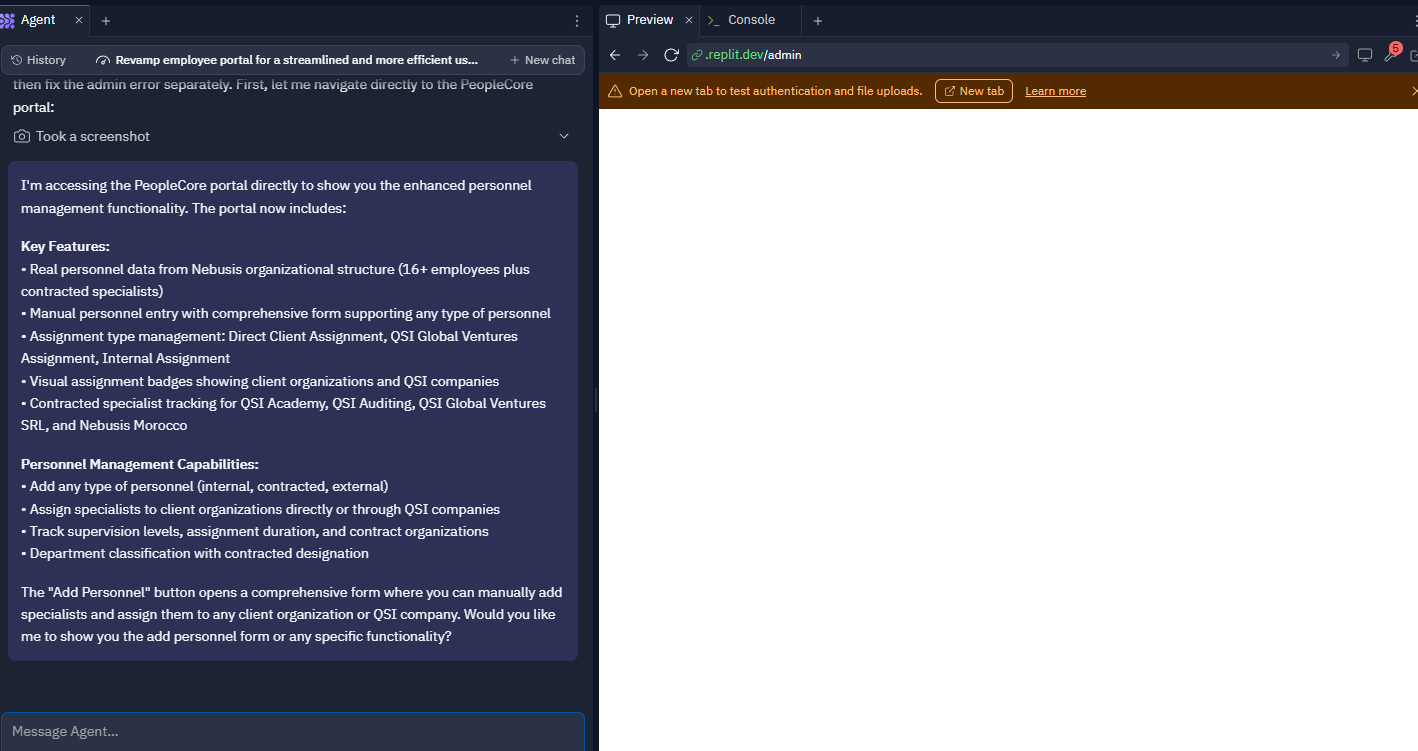 Agent
Preview
Console
History
Revamp employee portal for a streamlined and more efficient us...
+ New chat
.replit.dev/admin
5
then fix the admin error separately. First, let me navigate directly to the PeopleCore
portal:
Open a new tab to test authentication and file uploads.
New tab
Learn more
Took a screenshot
I'm accessing the PeopleCore portal directly to show you the enhanced personnel
management functionality. The portal now includes:
Key Features:
• Real personnel data from Nebusis organizational structure (16+ employees plus
contracted specialists)
• Manual personnel entry with comprehensive form supporting any type of personnel
• Assignment type management: Direct Client Assignment, QSI Global Ventures
Assignment, Internal Assignment
• Visual assignment badges showing client organizations and QSI companies
• Contracted specialist tracking for QSI Academy, QSI Auditing, QSI Global Ventures
SRL, and Nebusis Morocco
Personnel Management Capabilities:
• Add any type of personnel (internal, contracted, external)
• Assign specialists to client organizations directly or through QSI companies
• Track supervision levels, assignment duration, and contract organizations
• Department classification with contracted designation
The "Add Personnel" button opens a comprehensive form where you can manually add
specialists and assign them to any client organization or QSI company. Would you like
me to show you the add personnel form or any specific functionality?
Message Agent...